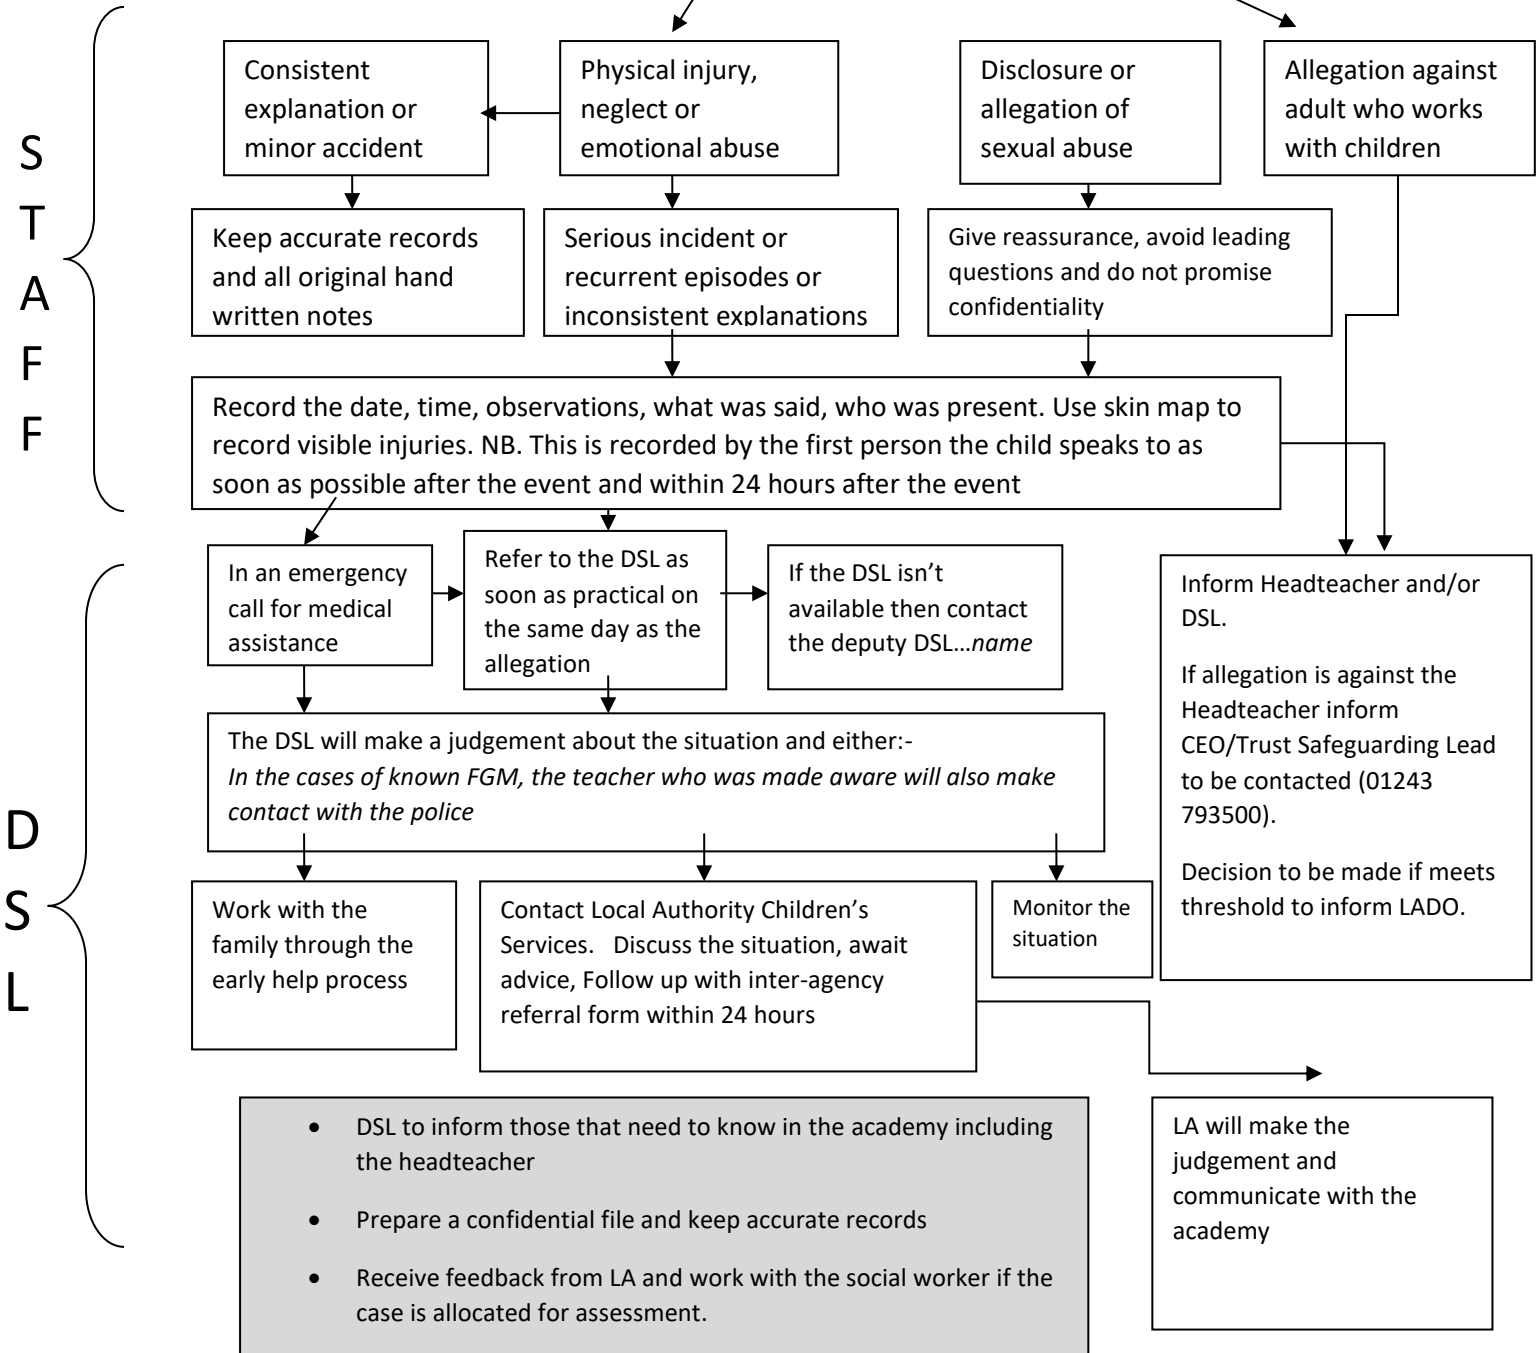 S
T
A
F
F
Consistent
explanation or
minor accident
Physical injury,
neglect or
emotional abuse
Disclosure or
allegation of
sexual abuse
Allegation against
adult who works
with children
Keep accurate records
and all original hand
written notes
Serious incident or
recurrent episodes or
inconsistent explanations
Give reassurance, avoid leading
questions and do not promise
confidentiality
Record the date, time, observations, what was said, who was present. Use skin map to
record visible injuries. NB. This is recorded by the first person the child speaks to as
soon as possible after the event and within 24 hours after the event
D
S
L
In an emergency
call for medical
assistance
Refer to the DSL as
soon as practical on
the same day as the
allegation
If the DSL isn't
available then contact
the deputy DSL…name
Inform Headteacher and/or
DSL.
If allegation is against the
Headteacher inform
CEO/Trust Safeguarding Lead
to be contacted (01243
793500).
Decision to be made if meets
threshold to inform LADO.
The DSL will make a judgement about the situation and either:-
In the cases of known FGM, the teacher who was made aware will also make
contact with the police
Work with the
family through the
early help process
Contact Local Authority Children's
Services. Discuss the situation, await
advice, Follow up with inter-agency
referral form within 24 hours
Monitor the
situation
• DSL to inform those that need to know in the academy including
the headteacher
• Prepare a confidential file and keep accurate records
• Receive feedback from LA and work with the social worker if the
case is allocated for assessment.
LA will make the
judgement and
communicate with the
academy